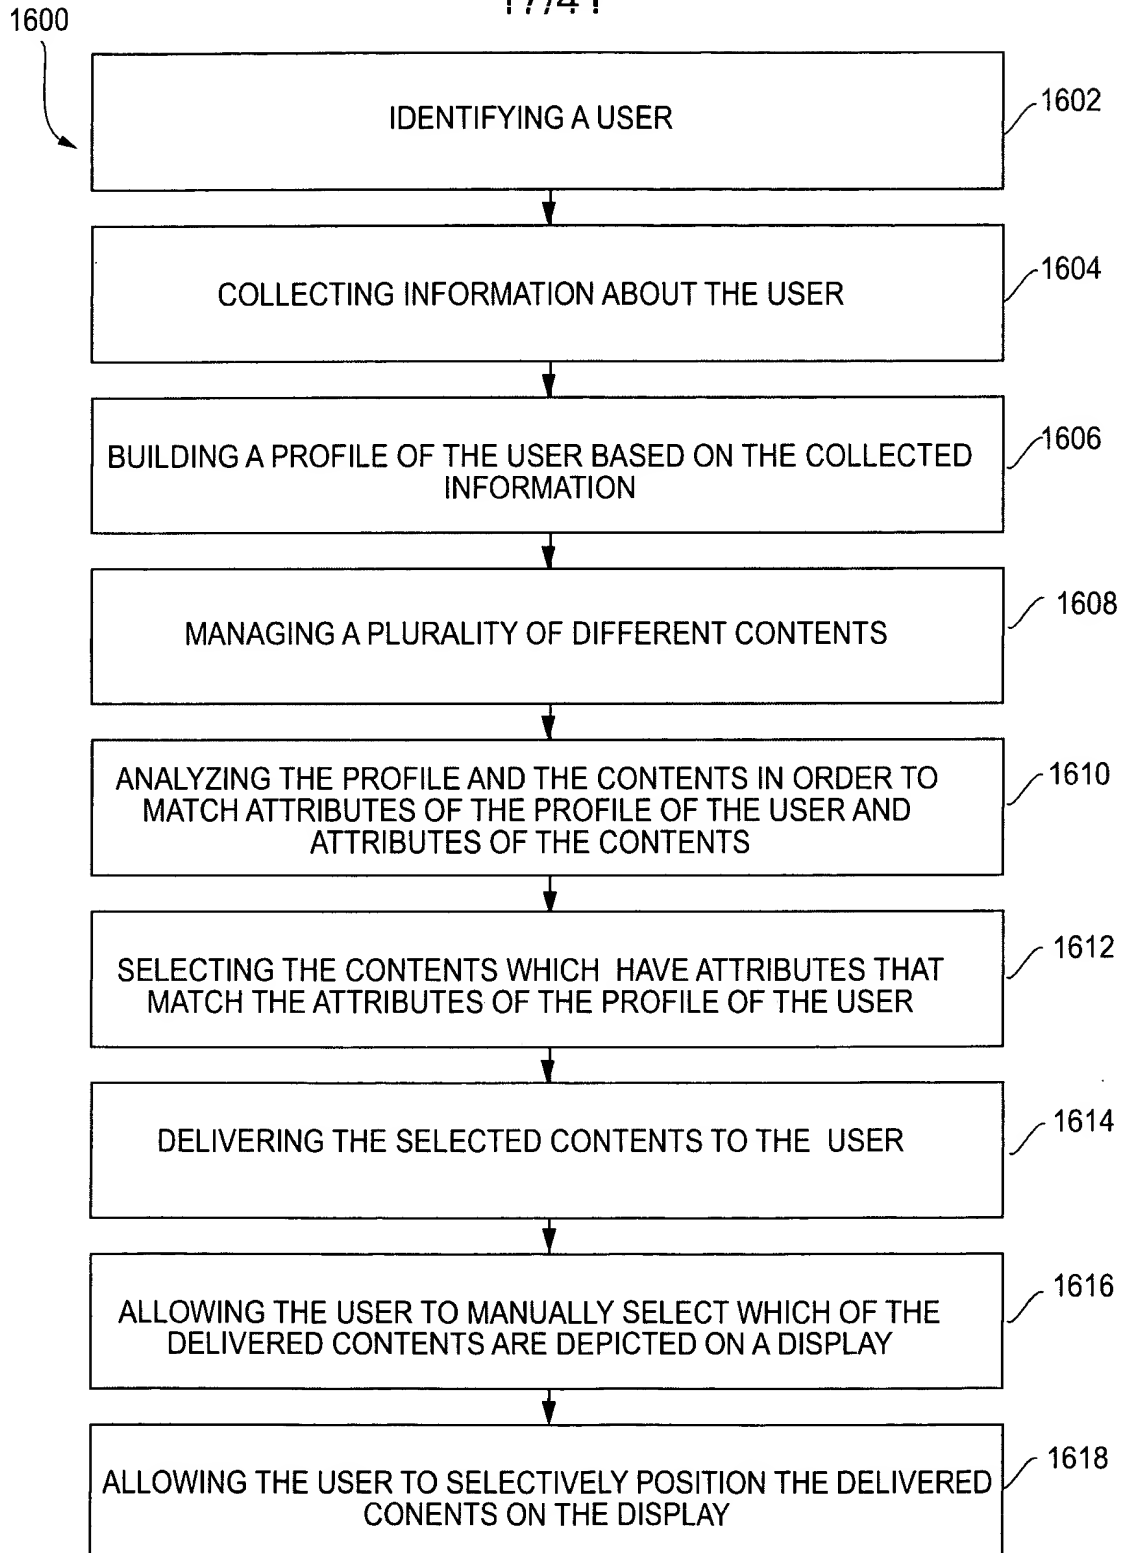 17/41
1600
IDENTIFYING A USER
1602
COLLECTING INFORMATION ABOUT THE USER
1604
BUILDING A PROFILE OF THE USER BASED ON THE COLLECTED
INFORMATION
1606
MANAGING A PLURALITY OF DIFFERENT CONTENTS
1608
ANALYZING THE PROFILE AND THE CONTENTS IN ORDER TO
MATCH ATTRIBUTES OF THE PROFILE OF THE USER AND
ATTRIBUTES OF THE CONTENTS
1610
SELECTING THE CONTENTS WHICH HAVE ATTRIBUTES THAT
MATCH THE ATTRIBUTES OF THE PROFILE OF THE USER
1612
DELIVERING THE SELECTED CONTENTS TO THE USER
1614
ALLOWING THE USER TO MANUALLY SELECT WHICH OF THE
DELIVERED CONTENTS ARE DEPICTED ON A DISPLAY
1616
ALLOWING THE USER TO SELECTIVELY POSITION THE DELIVERED
CONENTS ON THE DISPLAY
1618